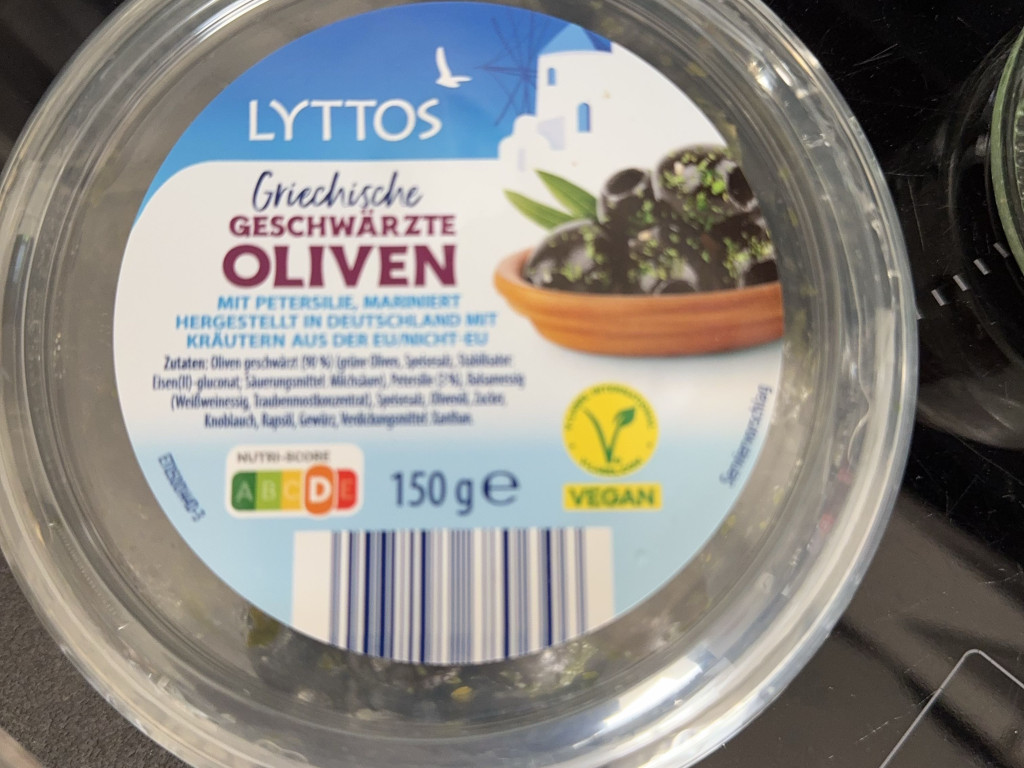 LYTTOS
Griechische
GESCHWÄRZTE
OLIVEN
MIT PETERSILIE, MARINIERT
HERGESTELLT IN DEUTSCHLAND MIT
KRÄUTERN AUS DER EU/NICHT-EU
Zutaten: Oliven geschwärzt (90 %) (grüne Oliven, Speisesalz, Stabilisator
Eisen(II)-gluconat, Säuerungsmittel Milchsäure), Petersilie Balsamessig
(Weißweinessig, Traubenmostkonzentrat), Speisesalz, Olivenöl, Zucker,
Knoblauch, Rapsöl, Gewürz, Verdickungsmittel Xanthan
NUTRI-SCORE
A B C D E
150 g e
VEGAN
Serviervorschlag